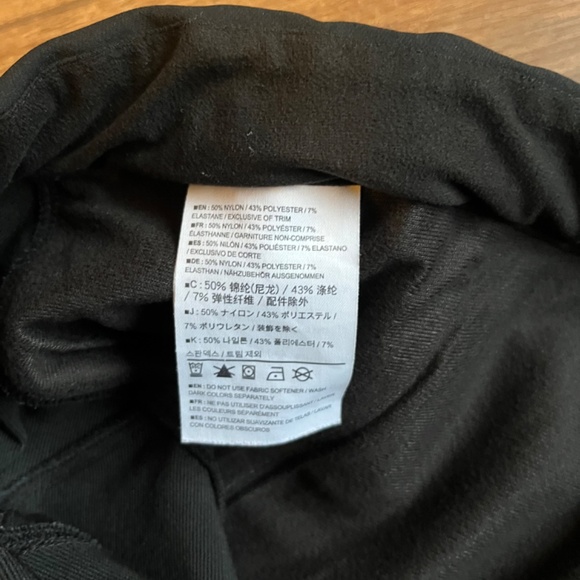 ■EN : 50% NYLON / 43% POLYESTER / 7%
ELASTANE / EXCLUSIVE OF TRIM
■FR : 50% NYLON / 43% POLYESTER / 7%
ÉLASTHANNE / GARNITURE NON-COMPRISE
■ES : 50% NILÓN / 43% POLIÉSTER / 7% ELASTANO
/ EXCLUSIVO DE CORTE
■DE : 50% NYLON / 43% POLYESTER / 7%
ELASTHAN / NÄHZUBEHÖR AUSGENOMMEN
■C : 50% 锦纶(尼龙) / 43% 涤纶
/ 7% 弹性纤维 / 配件除外
■J : 50% ナイロン / 43% ポリエステル /
7% ポリウレタン / 装飾を除く
■K : 50% 나일론 / 43% 폴리에스터 / 7%
스판덱스 / 트림 제외
■EN : DO NOT USE FABRIC SOFTENER / WASH
DARK COLORS SEPARATELY
■FR : NE PAS UTILISER D'ASSOUPLISSANT / LAVER
LES COULEURS SÉPARÉMENT
■ES : NO UTILIZAR SUAVIZANTE DE TELAS / LAVAR
CON COLORES OBSCUROS